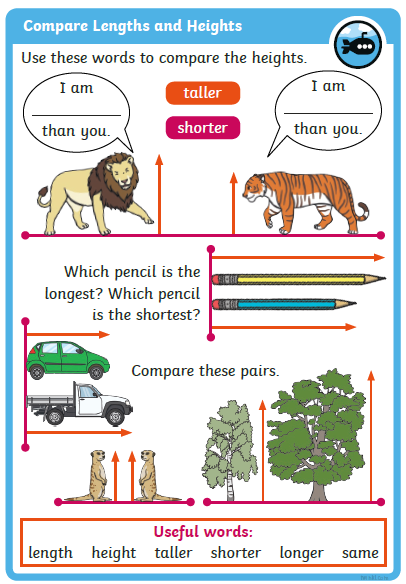 Compare Lengths and Heights
Use these words to compare the heights.
I am
than you.
taller
shorter
I am
than you.
Which pencil is the
longest? Which pencil
is the shortest?
Compare these pairs.
Useful words:
length height taller shorter longer same